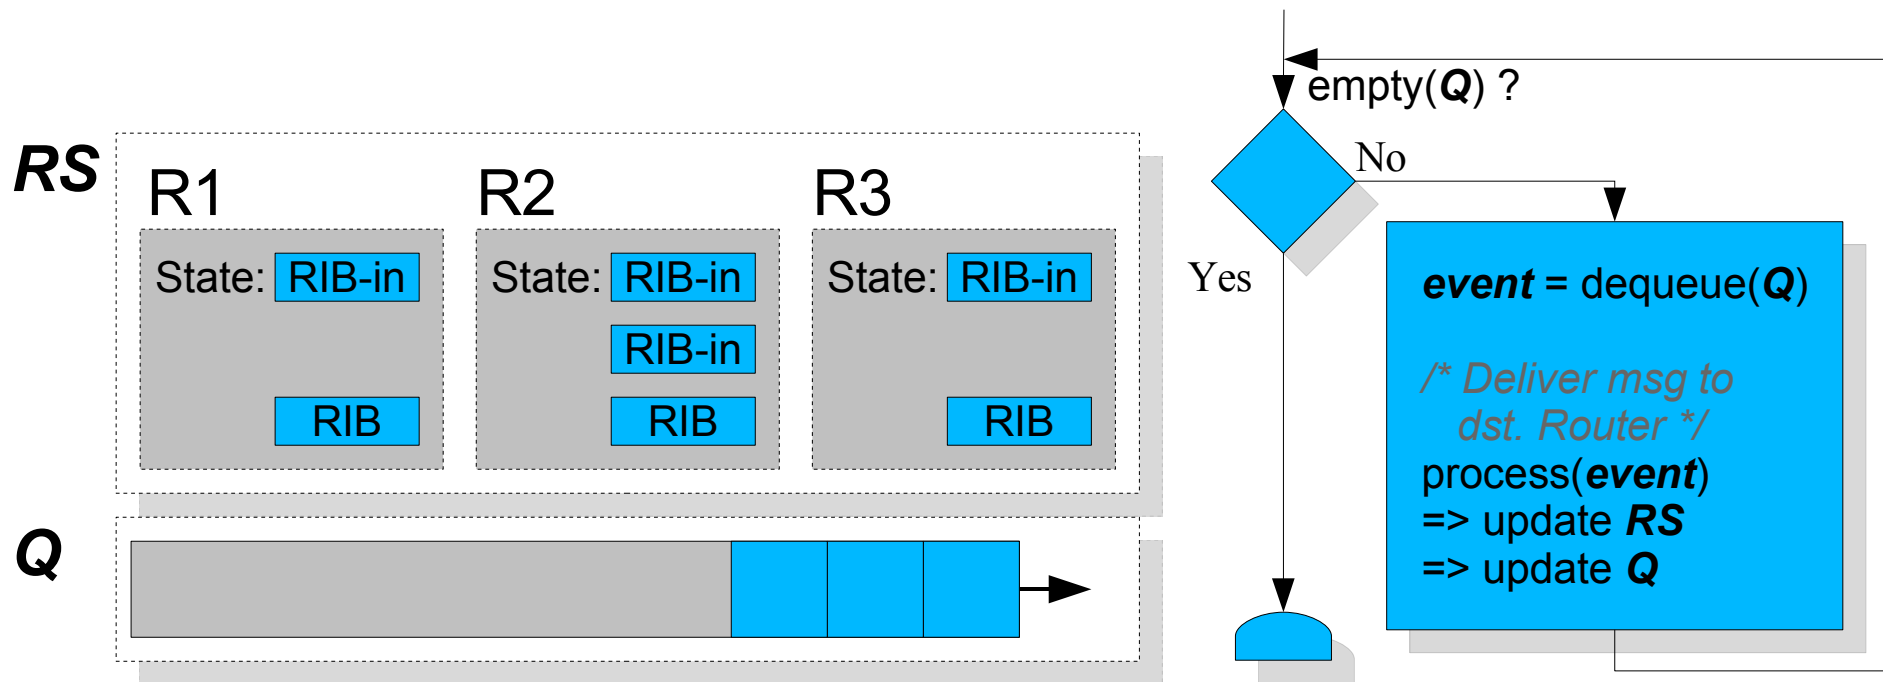 RS
R1
R2
R3
State: RIB-in
RIB
State: RIB-in
RIB-in
RIB
State: RIB-in
RIB
Q
empty(Q) ?
No
Yes
event = dequeue(Q)
/* Deliver msg to
dst. Router */
process(event)
=> update RS
=> update Q